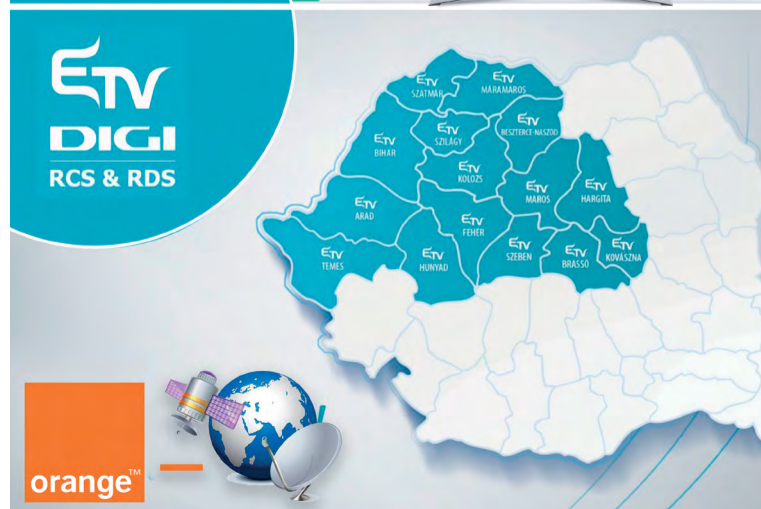 ETV
DIGI
RCS & RDS
ETV
SZATMÁR
ETV
MÁRAMAROS
ETV
BIHAR
ETV
SZILÁGY
ETV
BESZTERCE-NASZÓD
ETV
KOLOZS
ETV
MAROS
ETV
HARGITA
ETV
ARAD
ETV
FEHÉR
ETV
TEMES
ETV
HUNYAD
ETV
SZEBEN
ETV
BRASSÓ
ETV
KOVÁSZNA
orange™